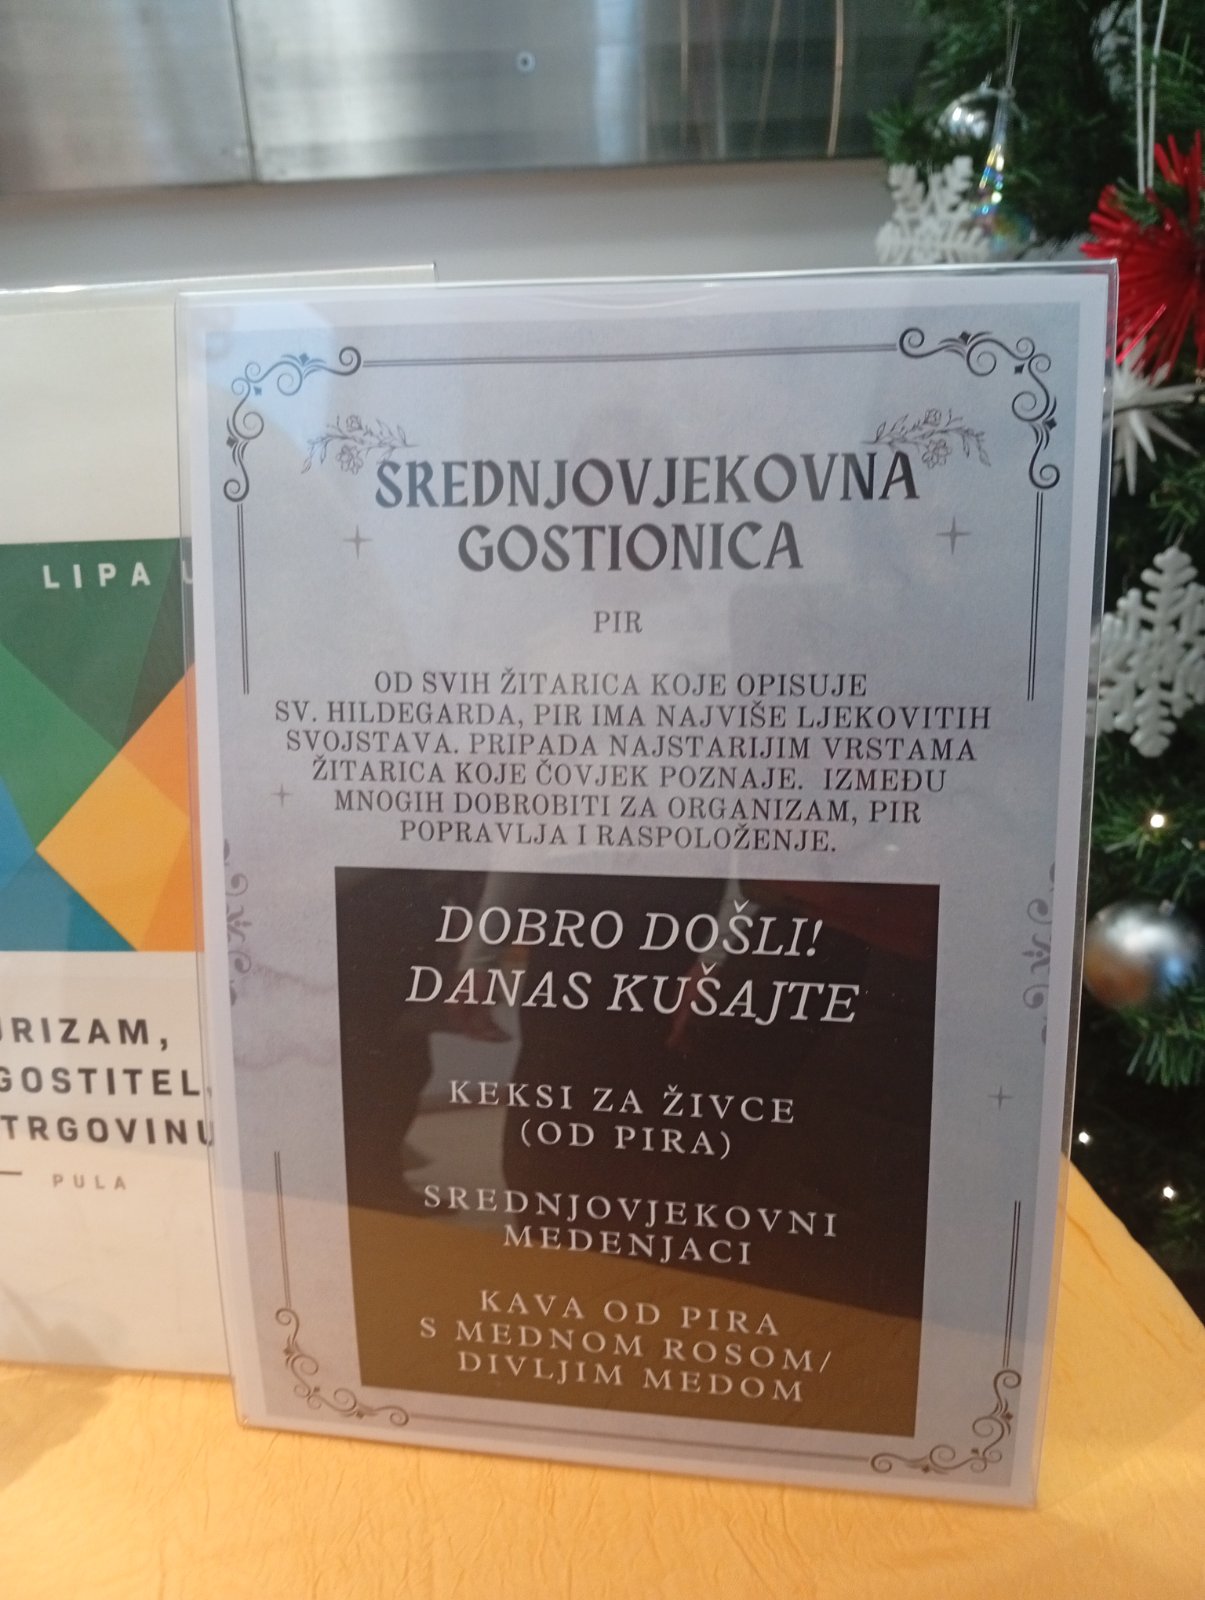 SREDNJOVJEKOVNA
GOSTIONICA
PIR
OD SVIH ŽITARICA KOJE OPISUJE
SV. HILDEGARDA, PIR IMA NAJVIŠE LJEKOVITIH
SVOJSTAVA. PRIPADA NAJSTARIJIM VRSTAMA
ŽITARICA KOJE ČOVJEK POZNAJE. IZMEĐU
MNOGIH DOBROBITI ZA ORGANIZAM, PIR
POPRAVLJA I RASPOLOŽENJE.
DOBRO DOŠLI!
DANAS KUŠAJTE
KEKSI ZA ŽIVCE
(OD PIRA)
SREDNJOVJEKOVNI
MEDENJACI
KAVA OD PIRA
S MEDNOM ROSOM/
DIVLJIM MEDOM
LIPA
URIZAM,
GOSTITEL
TRGOVINU
PULA